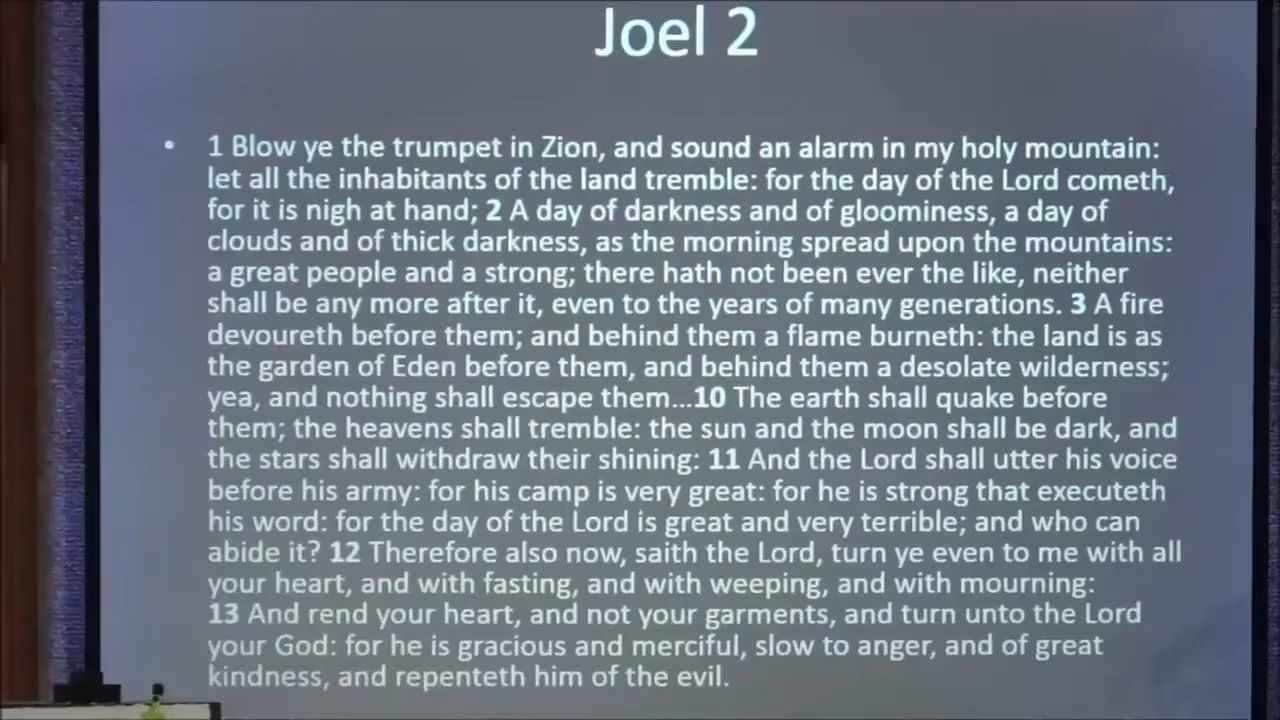 Joel 2
• 1 Blow ye the trumpet in Zion, and sound an alarm in my holy mountain:
let all the inhabitants of the land tremble: for the day of the Lord cometh,
for it is nigh at hand; 2 A day of darkness and of gloominess, a day of
clouds and of thick darkness, as the morning spread upon the mountains:
a great people and a strong; there hath not been ever the like, neither
shall be any more after it, even to the years of many generations. 3 A fire
devoureth before them; and behind them a flame burneth: the land is as
the garden of Eden before them, and behind them a desolate wilderness;
yea, and nothing shall escape them...10 The earth shall quake before
them; the heavens shall tremble: the sun and the moon shall be dark, and
the stars shall withdraw their shining: 11 And the Lord shall utter his voice
before his army: for his camp is very great: for he is strong that executeth
his word: for the day of the Lord is great and very terrible; and who can
abide it? 12 Therefore also now, saith the Lord, turn ye even to me with all
your heart, and with fasting, and with weeping, and with mourning:
13 And rend your heart, and not your garments, and turn unto the Lord
your God: for he is gracious and merciful, slow to anger, and of great
kindness, and repenteth him of the evil.